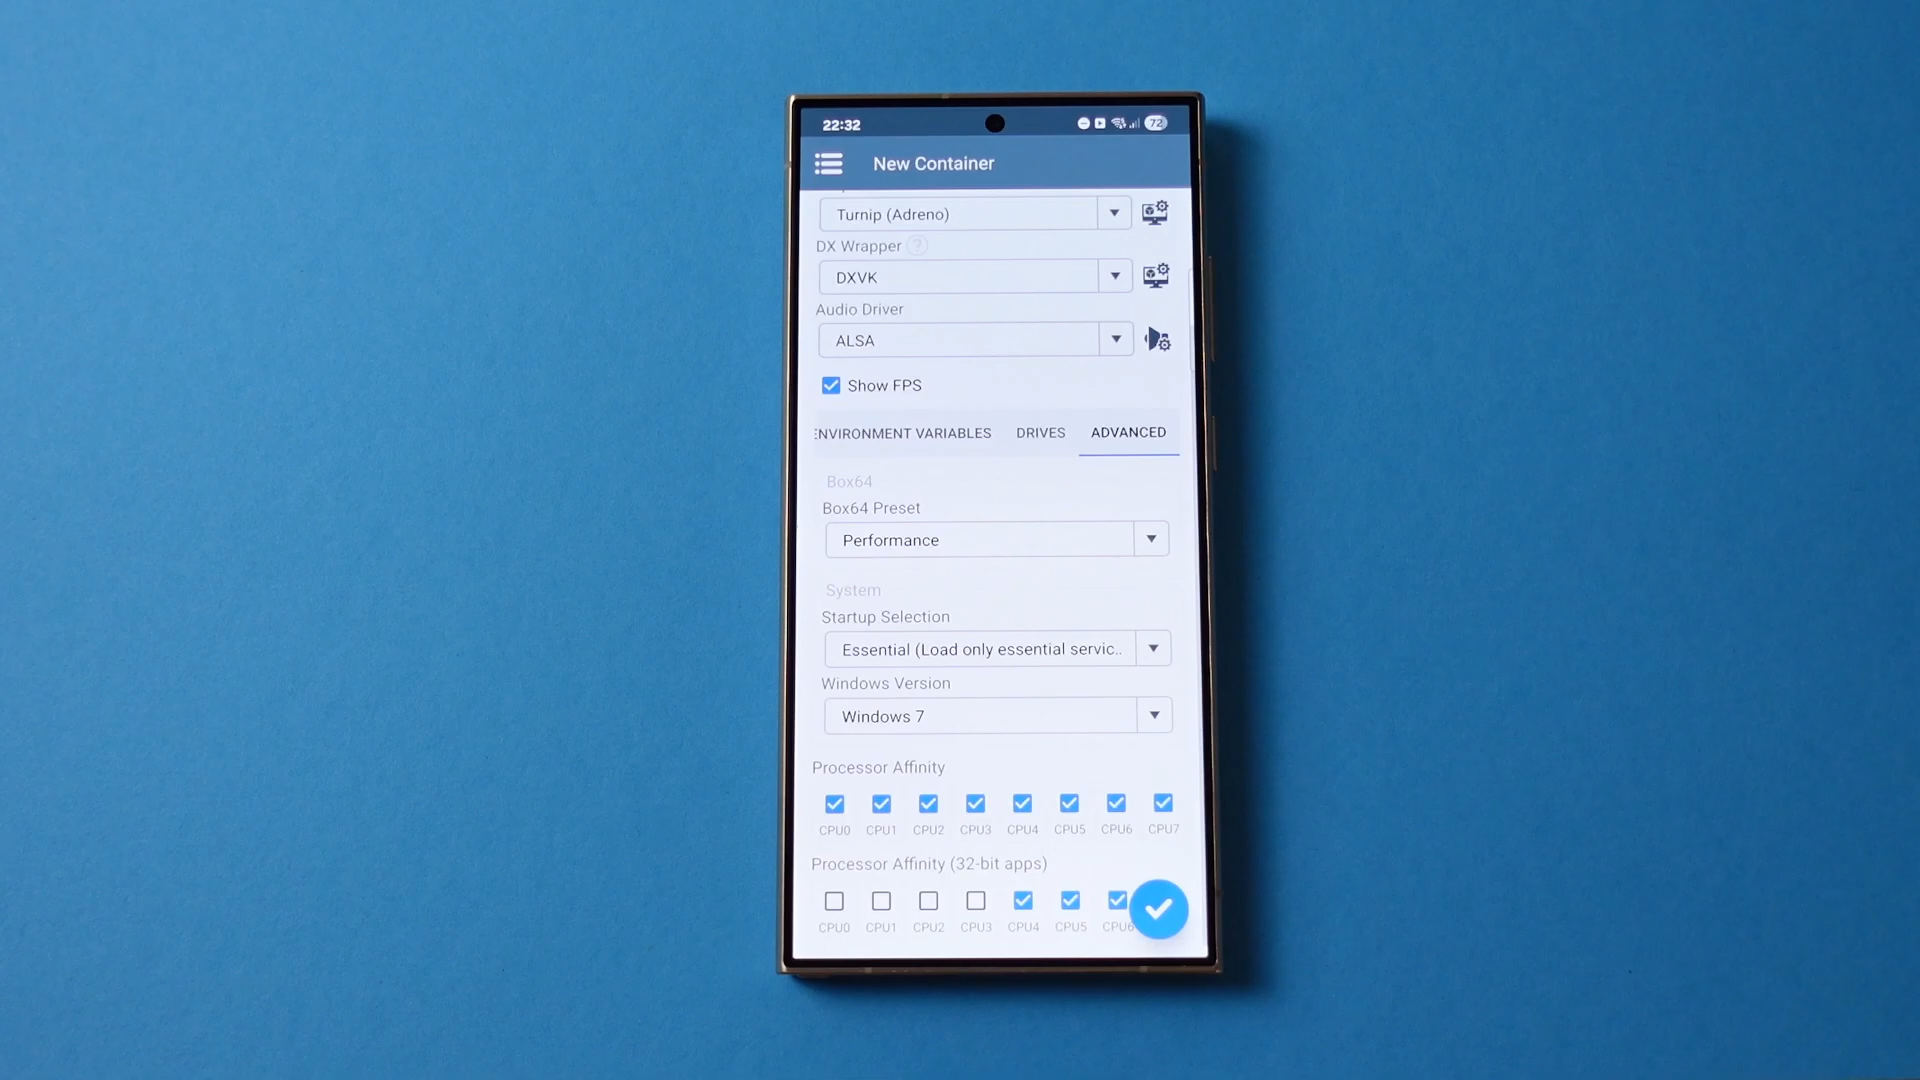 22:32
72
New Container
Turnip (Adreno)
DX Wrapper ?
DXVK
Audio Driver
ALSA
Show FPS
NVIRONMENT VARIABLES DRIVES ADVANCED
Box64
Box64 Preset
Performance
System
Startup Selection
Essential (Load only essential servic..
Windows Version
Windows 7
Processor Affinity
CPU0 CPU1 CPU2 CPU3 CPU4 CPU5 CPU6 CPU7
Processor Affinity (32-bit apps)
CPU0 CPU1 CPU2 CPU3 CPU4 CPU5 CPU6